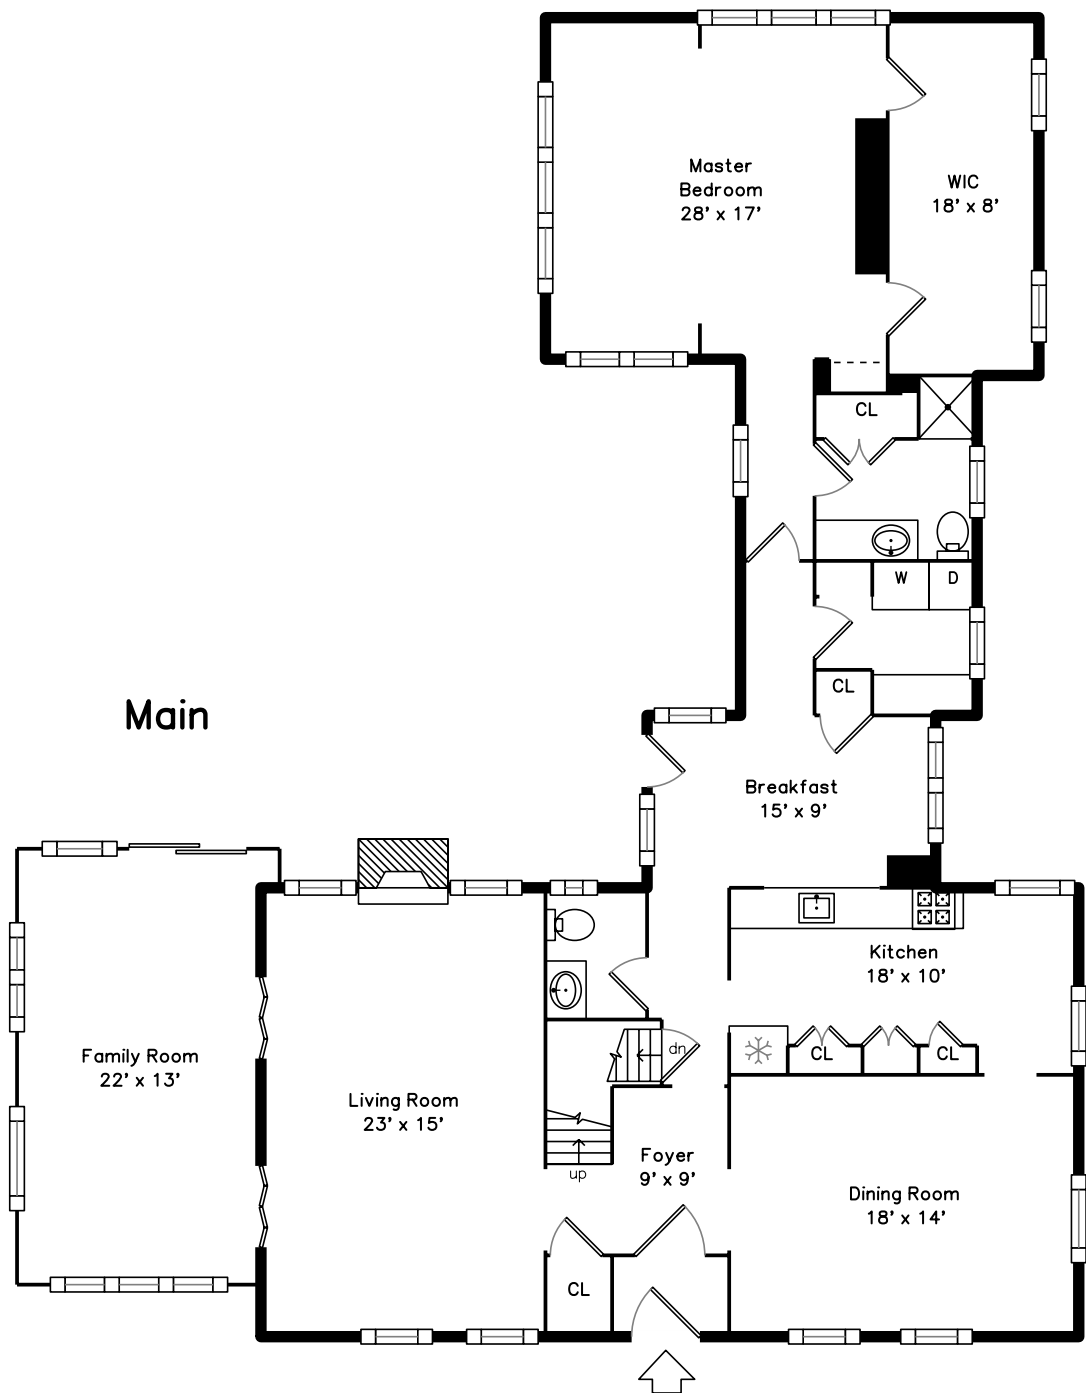 Master
Bedroom
28' x 17'
WIC
18' x 8'
CL
W
D
CL
Main
Breakfast
15' x 9'
Kitchen
18' x 10'
Family Room
22' x 13'
dn
CL
CL
Living Room
23' x 15'
Foyer
9' x 9'
up
Dining Room
18' x 14'
CL